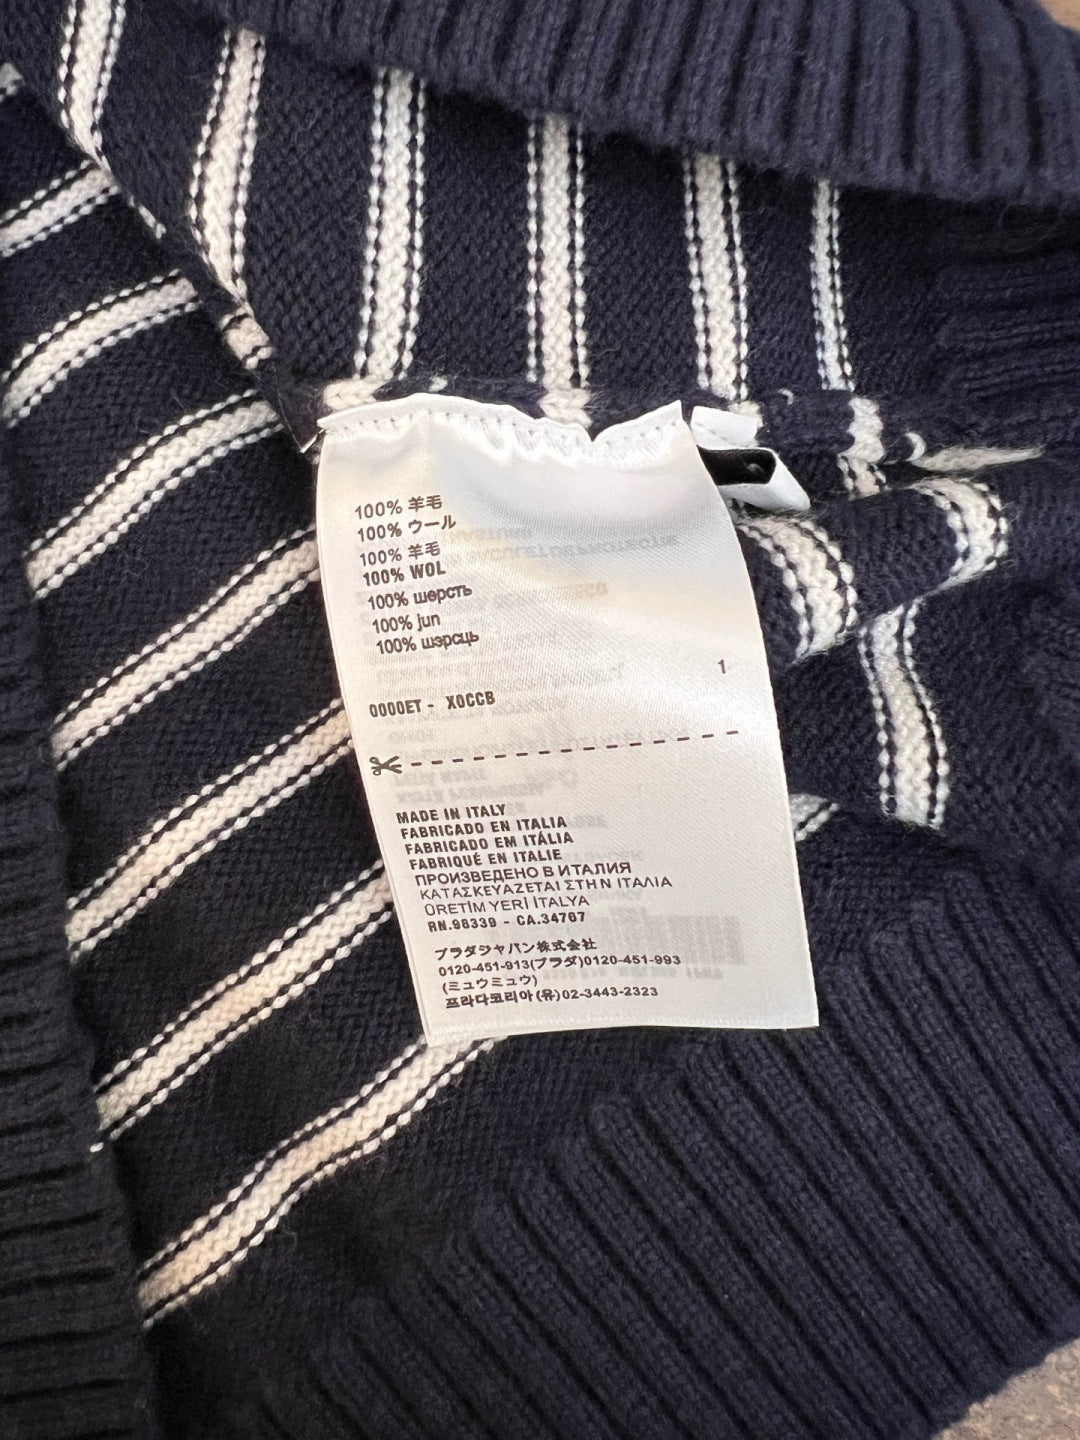 100% 羊毛
100% ウール
100% 羊毛
100% WOL
100% шерсть
100% jun
100% шэрсць
1
0000ET - X0CCB
MADE IN ITALY
FABRICADO EN ITALIA
FABRICADO EM ITÁLIA
FABRIQUÉ EN ITALIE
ПРОИЗВЕДЕНО В ИТАЛИЯ
ΚΑΤΑΣΚΕΥΑΖΕΤΑΙ ΣΤΗΝ ΙΤΑΛΙΑ
ÜRETİM YERİ İTALYA
RN.98339 - CA.34767
プラダジャパン株式会社
0120-451-913(プラダ)0120-451-993
(ミュウミュウ)
프라다코리아(유)02-3443-2323